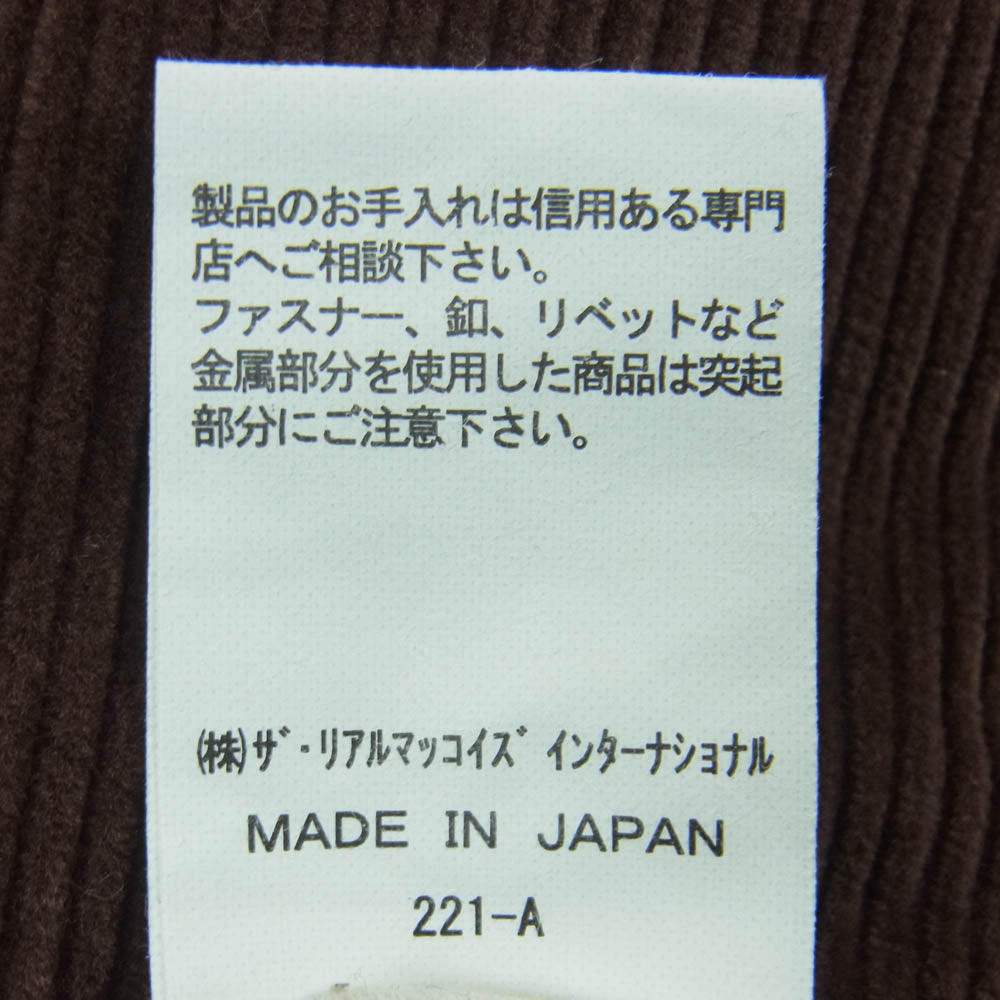 製品のお手入れは信用ある専門
店へご相談下さい。
ファスナー、釦、リベットなど
金属部分を使用した商品は突起
部分にご注意下さい。
㈱ｻﾞ・ﾘｱﾙﾏｯｺｲｽﾞｲﾝﾀｰﾅｼｮﾅﾙ
MADE IN JAPAN
221-A